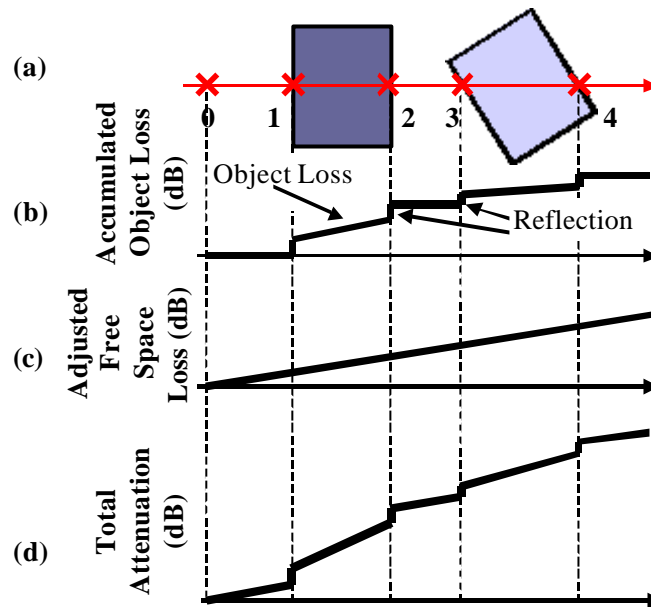 (a)
0 1 2 3 4
(b)
Accumulated
Object Loss
(dB)
Object Loss
Reflection
(c)
Adjusted
Free
Space
Loss (dB)
(d)
Total
Attenuation
(dB)